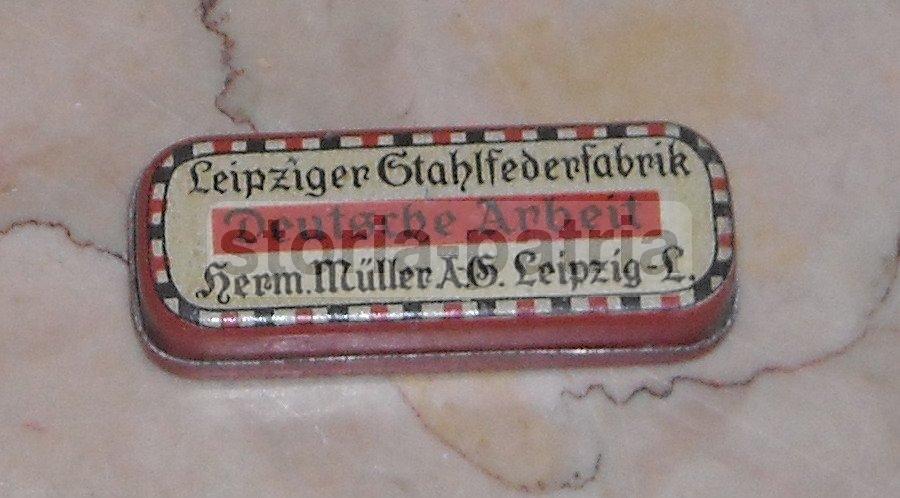 Leipziger Stahlfederfabrik
Deutsche Arbeit
storia-patria
Herm. Müller A.G. Leipzig-L.